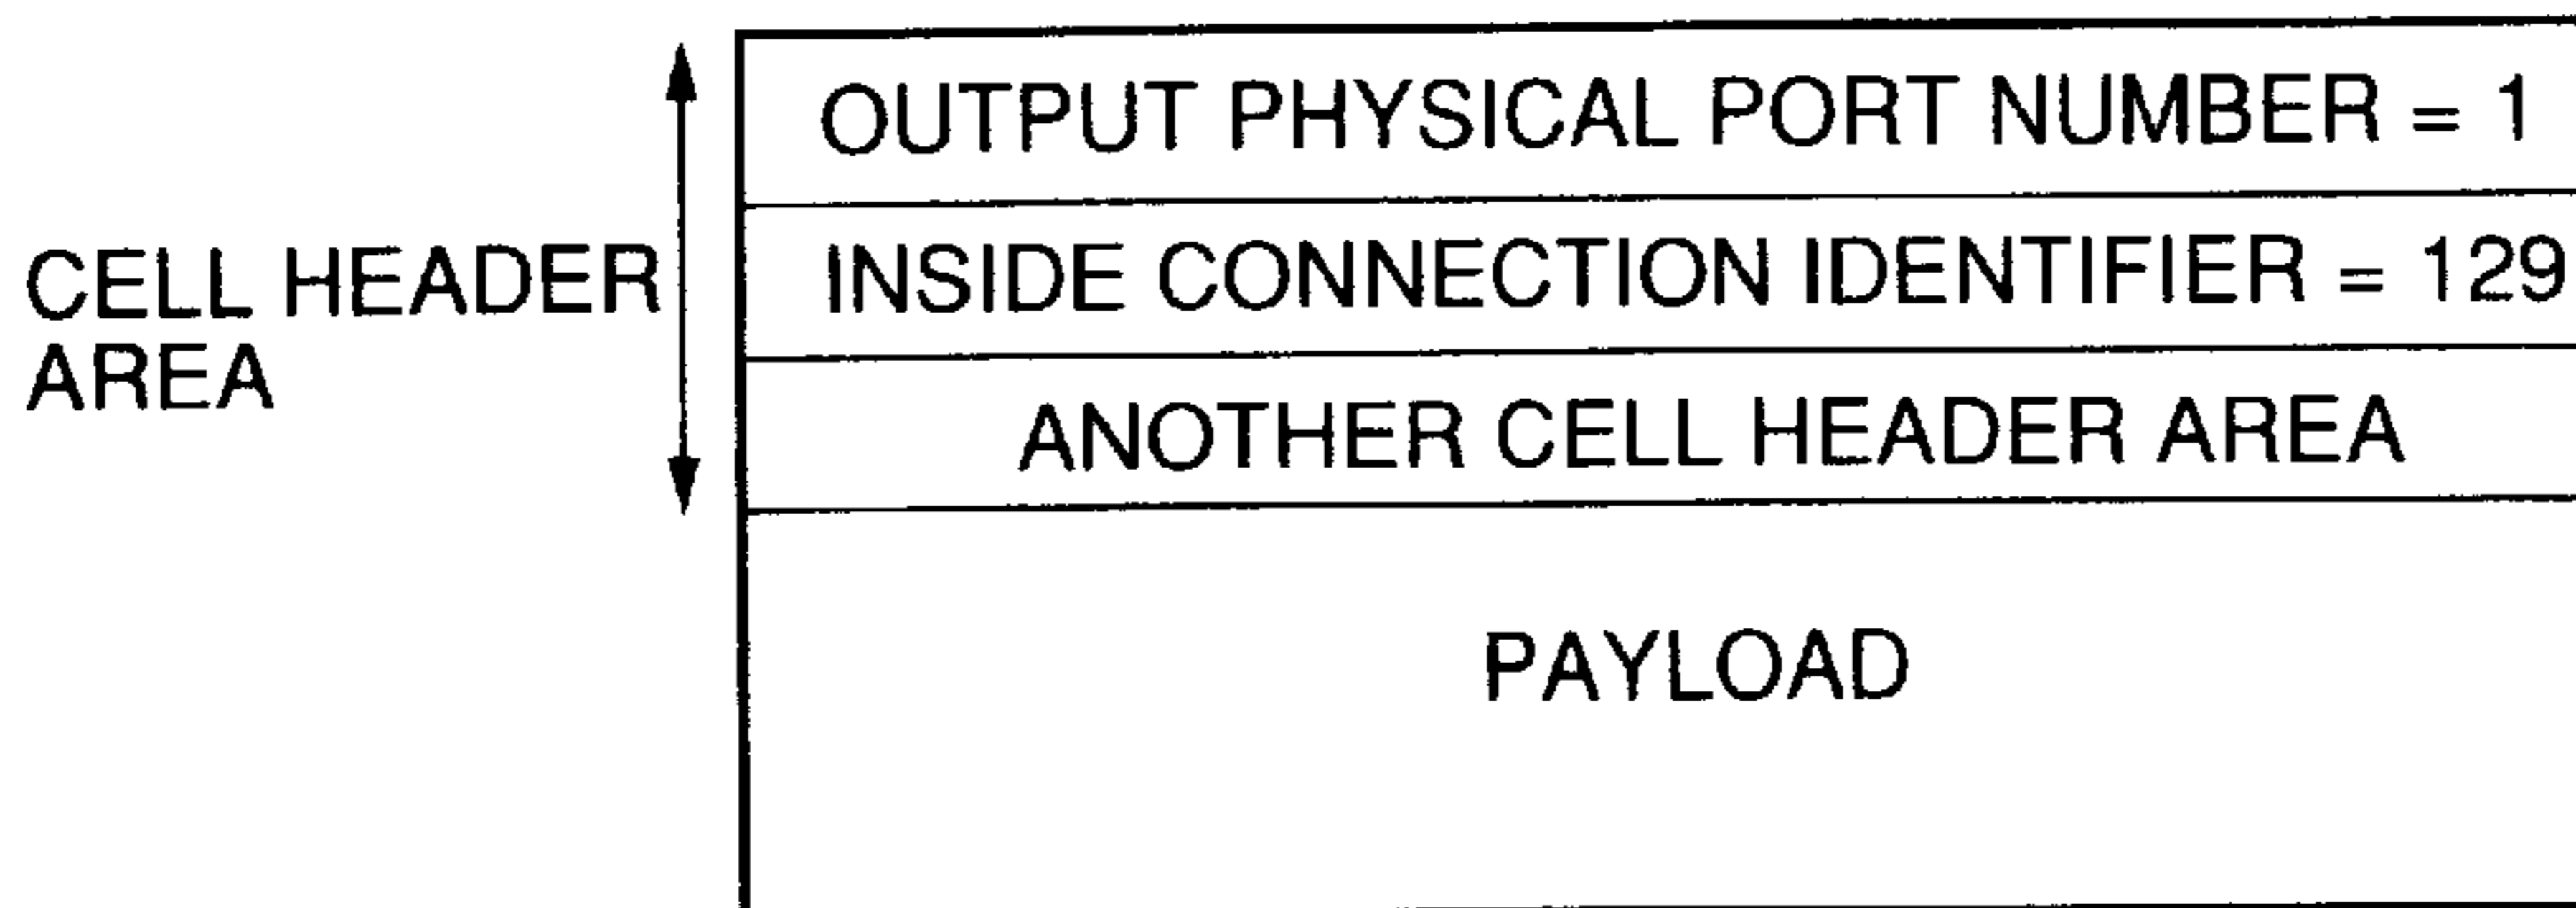 OUTPUT PHYSICAL PORT NUMBER = 1
CELL HEADER
AREA
INSIDE CONNECTION IDENTIFIER = 129
ANOTHER CELL HEADER AREA
PAYLOAD